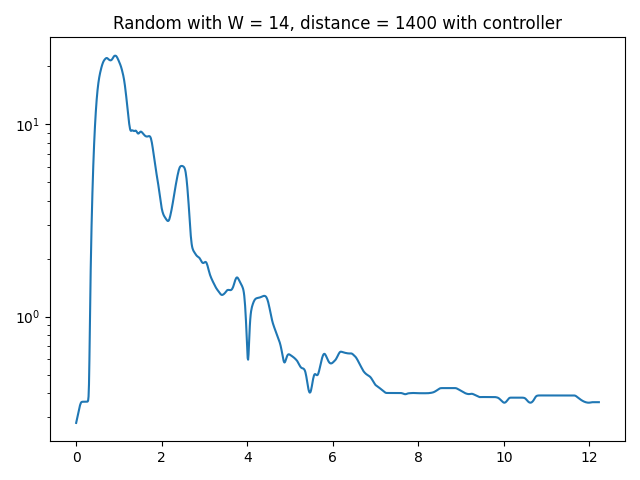 Random with W = 14, distance = 1400 with controller
10¹
10⁰
0 2 4 6 8 10 12